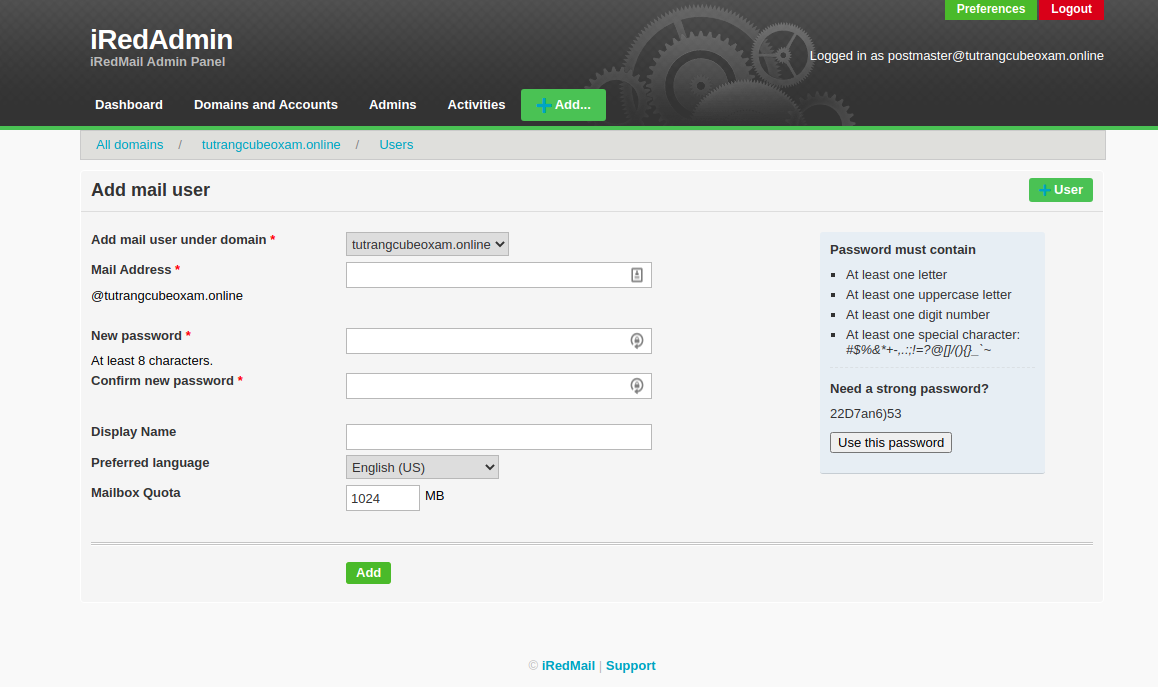 Preferences Logout
iRedAdmin
iRedMail Admin Panel
Logged in as postmaster@tutrangcubeoxam.online
Dashboard Domains and Accounts Admins Activities Add...
All domains / tutrangcubeoxam.online / Users
Add mail user
User
Add mail user under domain *
tutrangcubeoxam.online
Mail Address *
@tutrangcubeoxam.online
New password *
At least 8 characters.
Confirm new password *
Display Name
Preferred language
English (US)
Mailbox Quota
1024 MB
Add
Password must contain
At least one letter
At least one uppercase letter
At least one digit number
At least one special character:
#$%&*+-,.:;!=?@[]/(){}_`~
Need a strong password?
22D7an6)53
Use this password
© iRedMail | Support